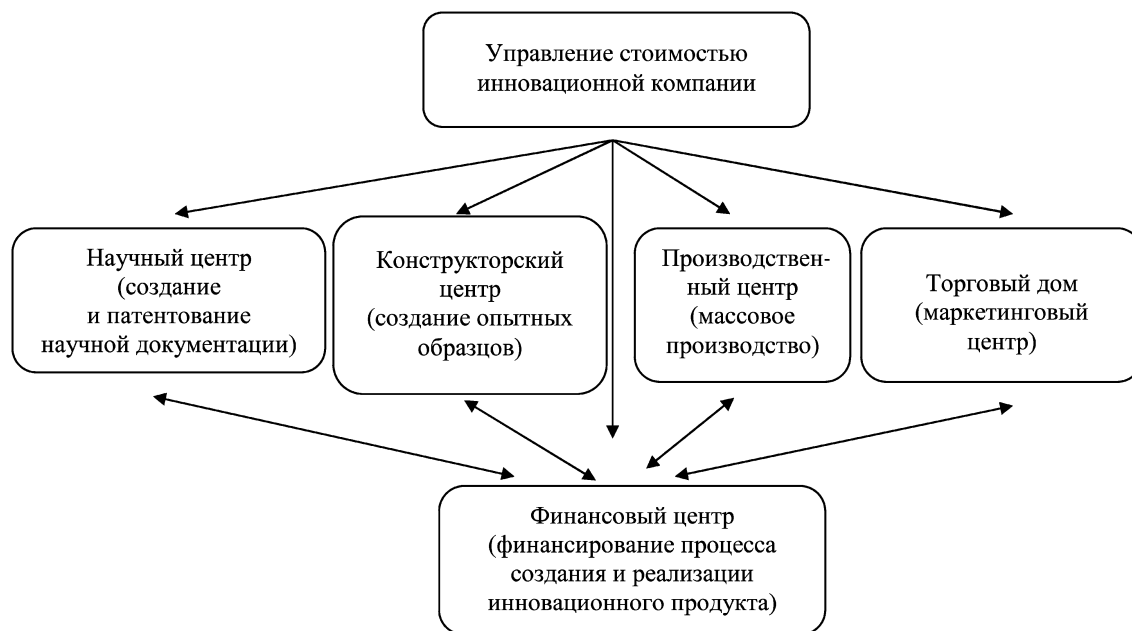 Управление стоимостью
инновационной компании
Научный центр
(создание
и патентование
научной документации)
Конструкторский
центр
(создание опытных
образцов)
Производствен-
ный центр
(массовое
производство)
Торговый дом
(маркетинговый
центр)
Финансовый центр
(финансирование процесса
создания и реализации
инновационного продукта)